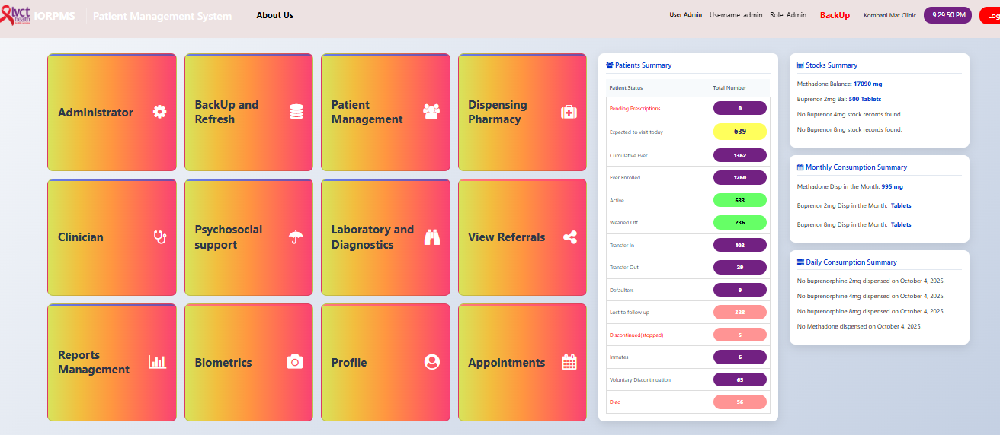 lvct
health
IORPMS
Patient Management System
About Us
User Admin
Username: admin
Role: Admin
BackUp
Kombani Mat Clinic
9:29:50 PM
Log
Administrator
BackUp and
Refresh
Patient
Management
Dispensing
Pharmacy
Clinician
Psychosocial
support
Laboratory and
Diagnostics
View Referrals
Reports
Management
Biometrics
Profile
Appointments
Patients Summary
Patient Status Total Number
Pending Prescriptions 0
Expected to visit today 639
Cumulative Ever 1362
Ever Enrolled 1260
Active 633
Weaned Off 236
Transfer In 102
Transfer Out 29
Defaulters 9
Lost to follow up 328
Discontinued(stopped) 5
Inmates 6
Voluntary Discontinuation 65
Died 56
Stocks Summary
Methadone Balance: 17090 mg
Buprenor 2mg Bal: 500 Tablets
No Buprenor 4mg stock records found.
No Buprenor 8mg stock records found.
Monthly Consumption Summary
Methadone Disp in the Month: 995 mg
Buprenor 2mg Disp in the Month: Tablets
Buprenor 8mg Disp in the Month: Tablets
Daily Consumption Summary
No buprenorphine 2mg dispensed on October 4, 2025.
No buprenorphine 4mg dispensed on October 4, 2025.
No buprenorphine 8mg dispensed on October 4, 2025.
No Methadone dispensed on October 4, 2025.